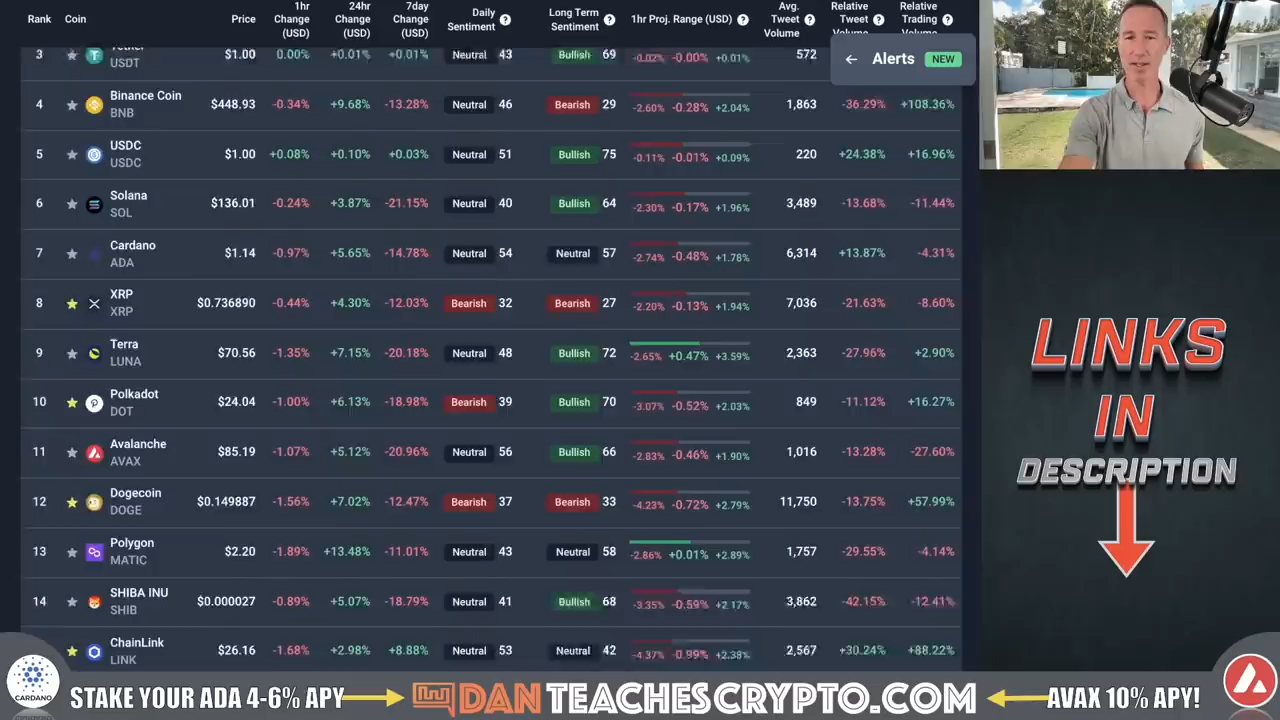 Rank Coin Price 1hr Change (USD) 24hr Change (USD) 7day Change (USD) Daily Sentiment ? Long Term Sentiment ? 1hr Proj. Range (USD) ? Avg. Tweet Volume ? Relative Tweet Volume ? Relative Trading Volume ?
← Alerts NEW
3 Tether USDT $1.00 0.00% +0.01% +0.01% Neutral 43 Bullish 69 -0.02% -0.00% +0.01% 572
4 Binance Coin BNB $448.93 -0.34% +9.68% -13.28% Neutral 46 Bearish 29 -2.60% -0.28% +2.04% 1,863 -36.29% +108.36%
5 USDC USDC $1.00 +0.08% +0.10% +0.03% Neutral 51 Bullish 75 -0.11% -0.01% +0.09% 220 +24.38% +16.96%
6 Solana SOL $136.01 -0.24% +3.87% -21.15% Neutral 40 Bullish 64 -2.30% -0.17% +1.96% 3,489 -13.68% -11.44%
7 Cardano ADA $1.14 -0.97% +5.65% -14.78% Neutral 54 Neutral 57 -2.74% -0.48% +1.78% 6,314 +13.87% -4.31%
8 XRP XRP $0.736890 -0.44% +4.30% -12.03% Bearish 32 Bearish 27 -2.20% -0.13% +1.94% 7,036 -21.63% -8.60%
9 Terra LUNA $70.56 -1.35% +7.15% -20.18% Neutral 48 Bullish 72 -2.65% +0.47% +3.59% 2,363 -27.96% +2.90%
10 Polkadot DOT $24.04 -1.00% +6.13% -18.98% Bearish 39 Bullish 70 -3.07% -0.52% +2.03% 849 -11.12% +16.27%
11 Avalanche AVAX $85.19 -1.07% +5.12% -20.96% Neutral 56 Bullish 66 -2.83% -0.46% +1.90% 1,016 -13.28% -27.60%
12 Dogecoin DOGE $0.149887 -1.56% +7.02% -12.47% Bearish 37 Bearish 33 -4.23% -0.72% +2.79% 11,750 -13.75% +57.99%
13 Polygon MATIC $2.20 -1.89% +13.48% -11.01% Neutral 43 Neutral 58 -2.86% +0.01% +2.89% 1,757 -29.55% -4.14%
14 SHIBA INU SHIB $0.000027 -0.89% +5.07% -18.79% Neutral 41 Bullish 68 -3.35% -0.59% +2.17% 3,862 -42.15% -12.41%
ChainLink LINK $26.16 -1.68% +2.98% +8.88% Neutral 53 Neutral 42 -4.37% -0.99% +2.38% 2,567 +30.24% +88.22%
LINKS
IN
DESCRIPTION
CARDANO
STAKE YOUR ADA 4-6% APY
DANTEACHESCRYPTO.COM
AVAX 10% APY!